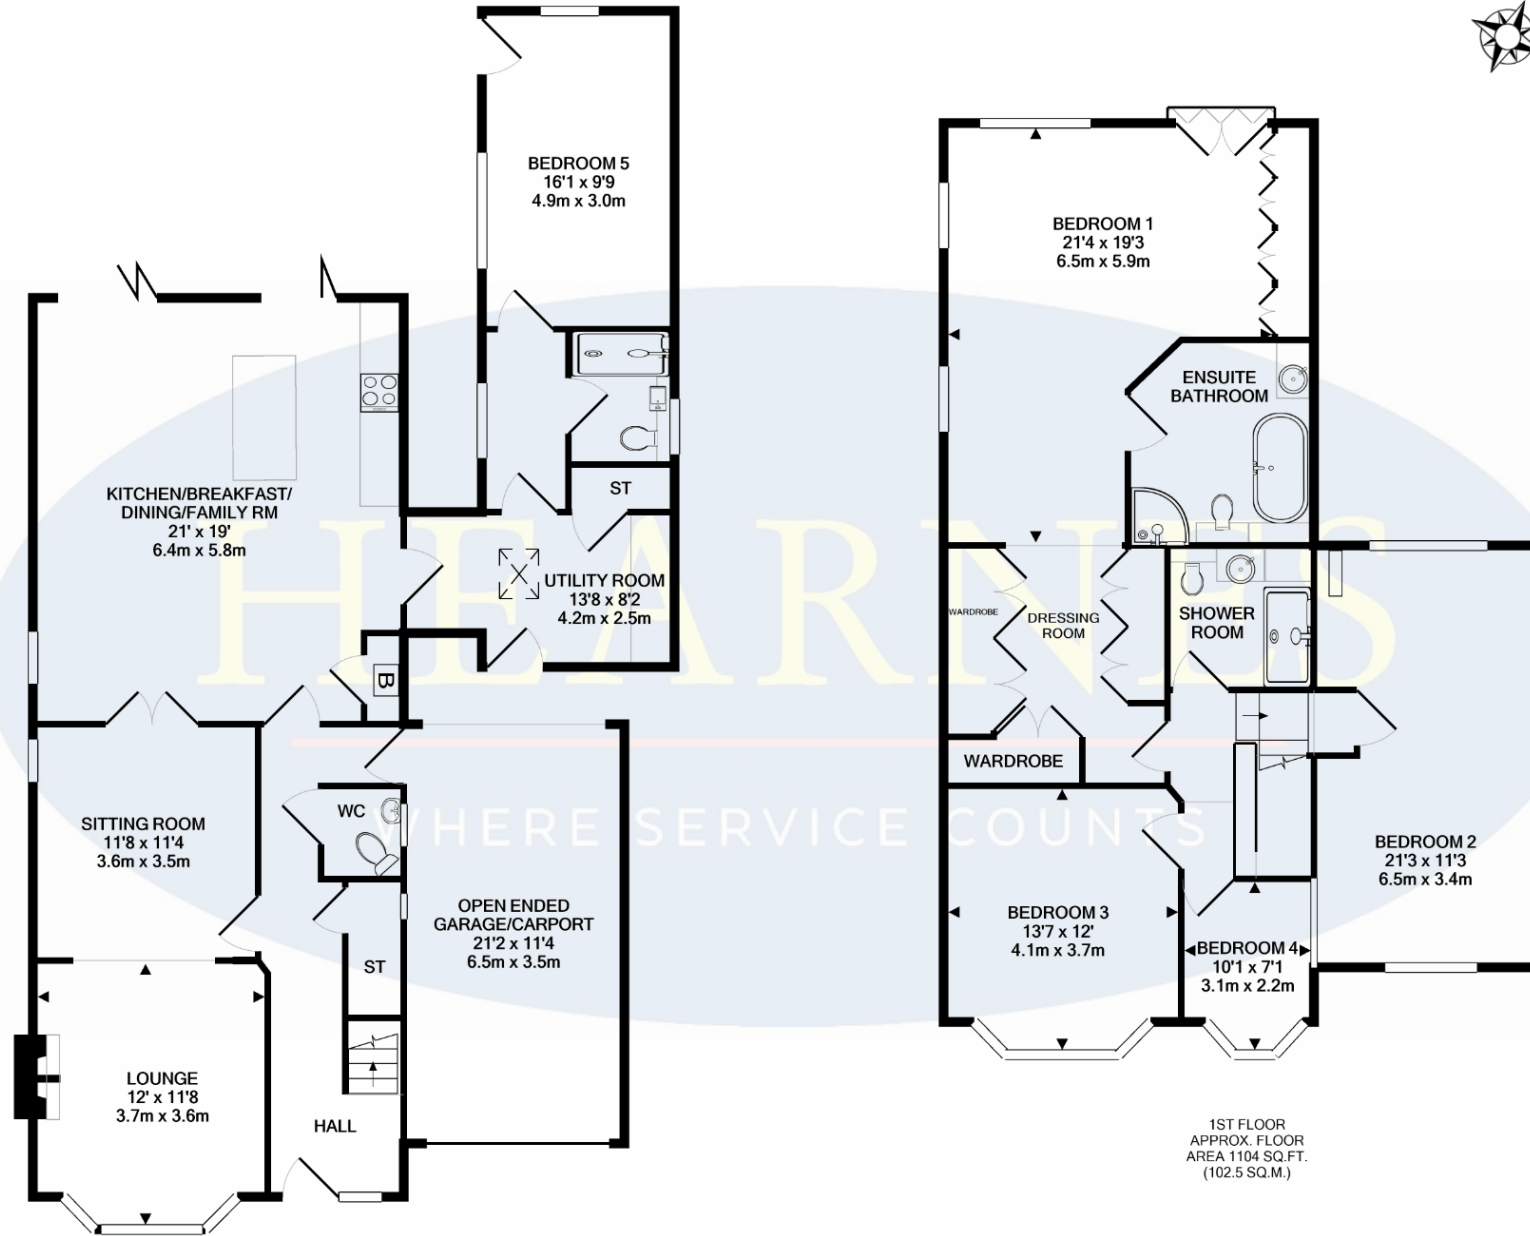 BEDROOM 5
16'1 x 9'9
4.9m x 3.0m
KITCHEN/BREAKFAST/
DINING/FAMILY RM
21' x 19'
6.4m x 5.8m
ST
UTILITY ROOM
13'8 x 8'2
4.2m x 2.5m
B
SITTING ROOM
11'8 x 11'4
3.6m x 3.5m
WC
OPEN ENDED
GARAGE/CARPORT
21'2 x 11'4
6.5m x 3.5m
ST
LOUNGE
12' x 11'8
3.7m x 3.6m
HALL
BEDROOM 1
21'4 x 19'3
6.5m x 5.9m
ENSUITE
BATHROOM
WARDROBE
DRESSING
ROOM
SHOWER
ROOM
WARDROBE
BEDROOM 2
21'3 x 11'3
6.5m x 3.4m
BEDROOM 3
13'7 x 12'
4.1m x 3.7m
BEDROOM 4
10'1 x 7'1
3.1m x 2.2m
1ST FLOOR
APPROX. FLOOR
AREA 1104 SQ.FT.
(102.5 SQ.M.)
HEARNES
WHERE SERVICE COUNTS